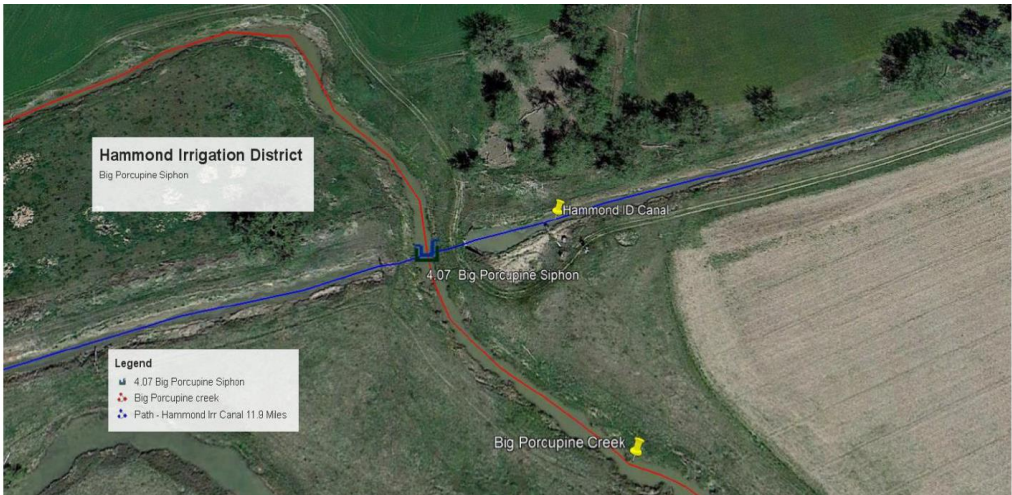 Hammond Irrigation District
Big Porcupine Siphon
Hammond ID Canal
4.07 Big Porcupine Siphon
Legend
4.07 Big Porcupine Siphon
Big Porcupine creek
Path - Hammond Irr Canal 11.9 Miles
Big Porcupine Creek